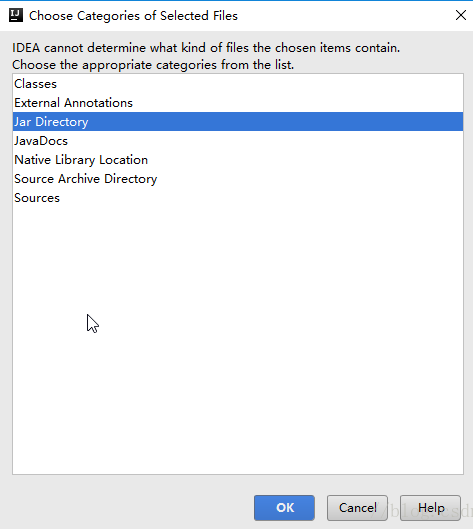 Choose Categories of Selected Files
IDEA cannot determine what kind of files the chosen items contain.
Choose the appropriate categories from the list.
Classes
External Annotations
Jar Directory
JavaDocs
Native Library Location
Source Archive Directory
Sources
OK
Cancel
Help